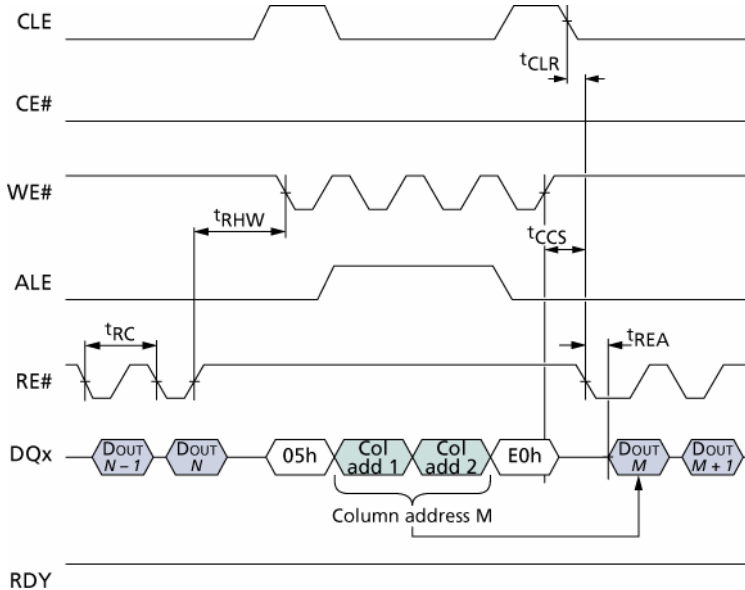 CLE
tCLR
CE#
WE#
tRHW
tCCS
ALE
tRC
tREA
RE#
DQx
DOUT
N – 1
DOUT
N
05h
Col
add 1
Col
add 2
E0h
DOUT
M
DOUT
M + 1
Column address M
RDY